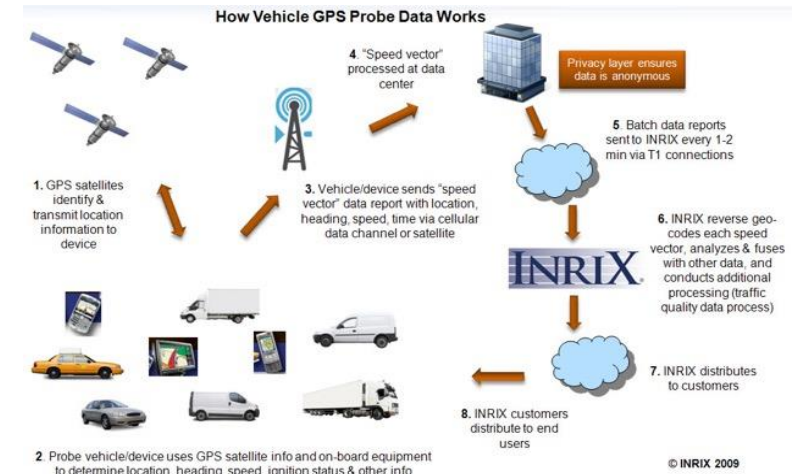 How Vehicle GPS Probe Data Works
1. GPS satellites
identify &
transmit location
information to
device
2. Probe vehicle/device uses GPS satellite info and on-board equipment
to determine location, heading, speed, ignition status & other info
3. Vehicle/device sends "speed
vector" data report with location,
heading, speed, time via cellular
data channel or satellite
4. "Speed vector"
processed at data
center
Privacy layer ensures
data is anonymous
5. Batch data reports
sent to INRIX every 1-2
min via T1 connections
INRIX
6. INRIX reverse geo-
codes each speed
vector, analyzes & fuses
with other data, and
conducts additional
processing (traffic
quality data process)
7. INRIX distributes
to customers
8. INRIX customers
distribute to end
users
© INRIX 2009